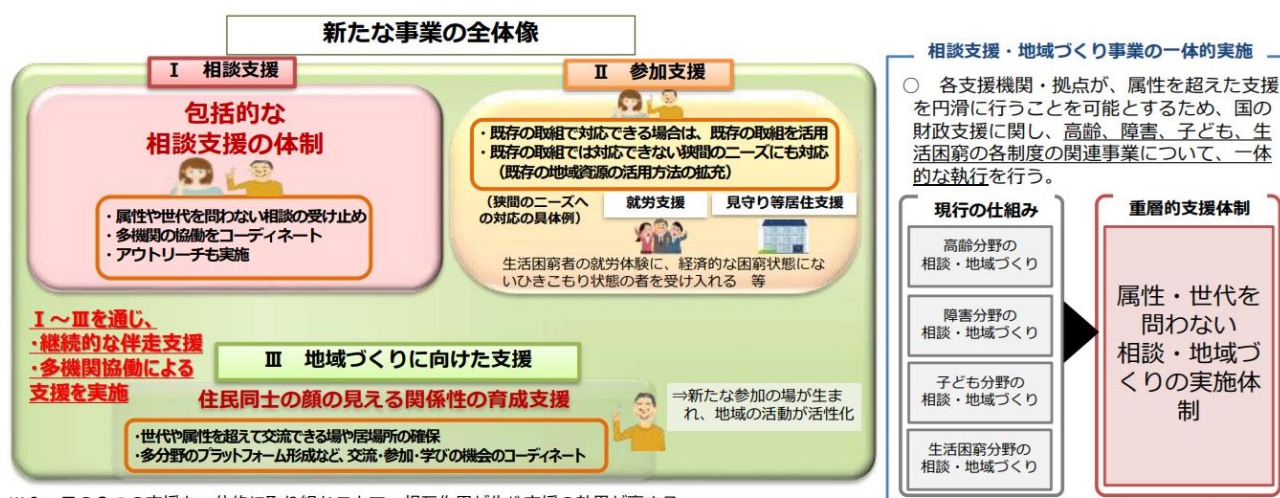 新たな事業の全体像
Ⅰ 相談支援
包括的な
相談支援の体制
・属性や世代を問わない相談の受け止め
・多機関の協働をコーディネート
・アウトリーチも実施
Ⅱ 参加支援
・既存の取組で対応できる場合は、既存の取組を活用
・既存の取組では対応できない狭間のニーズにも対応
（既存の地域資源の活用方法の拡充）
（狭間のニーズへ
の対応の具体例）
就労支援
見守り等居住支援
生活困窮者の就労体験に、経済的な困窮状態にな
いひきこもり状態の者を受け入れる 等
Ⅰ～Ⅲを通じ、
・継続的な伴走支援
・多機関協働による
支援を実施
Ⅲ 地域づくりに向けた支援
住民同士の顔の見える関係性の育成支援
・世代や属性を超えて交流できる場や居場所の確保
・多分野のプラットフォーム形成など、交流・参加・学びの機会のコーディネート
⇒新たな参加の場が生ま
れ、地域の活動が活性化
相談支援・地域づくり事業の一体的実施
○ 各支援機関・拠点が、属性を超えた支援
を円滑に行うことを可能とするため、国の
財政支援に関し、高齢、障害、子ども、生
活困窮の各制度の関連事業について、一体
的な執行を行う。
現行の仕組み
高齢分野の
相談・地域づくり
障害分野の
相談・地域づくり
子ども分野の
相談・地域づくり
生活困窮分野の
相談・地域づくり
重層的支援体制
属性・世代を
問わない
相談・地域づ
くりの実施体
制